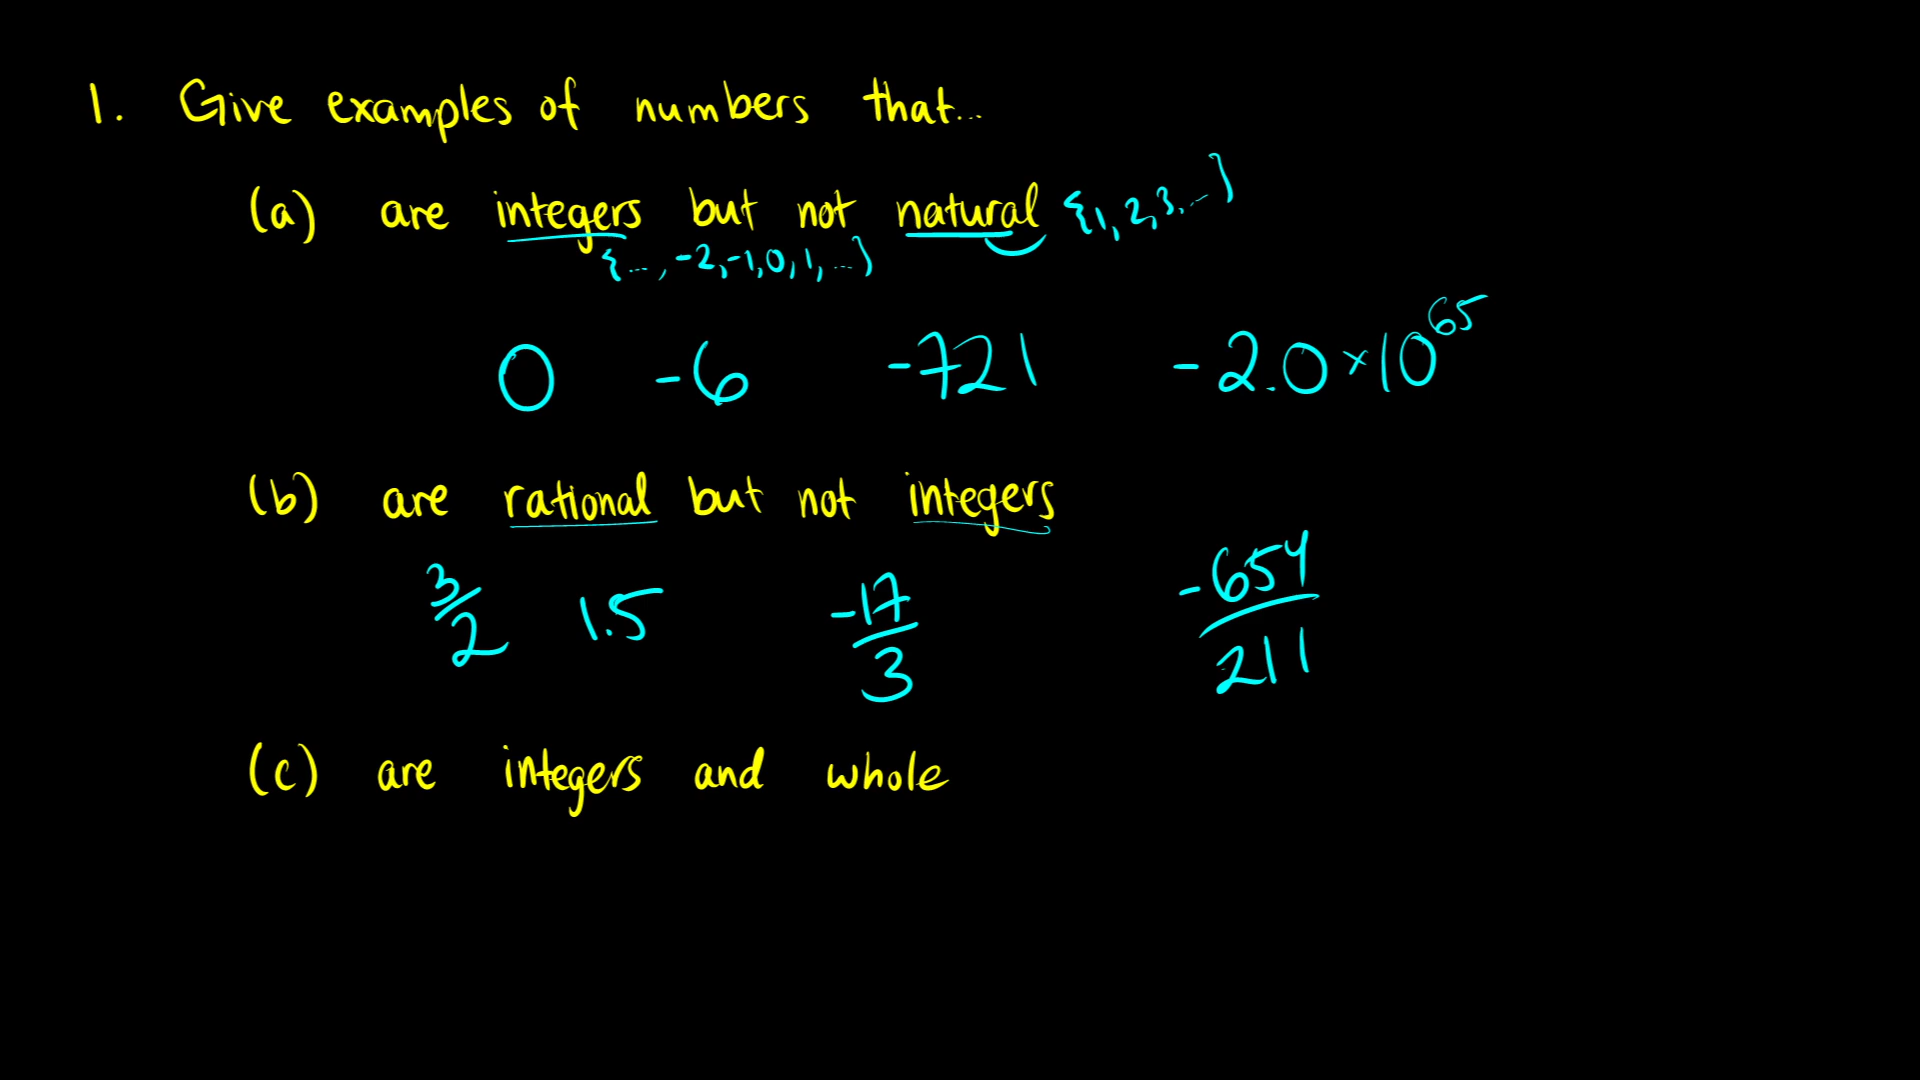 1. Give examples of numbers that...
(a) are integers but not natural {1, 2, 3, ...}
{..., -2, -1, 0, 1, ...}
0 -6 -721 -2.0×10^65
(b) are rational but not integers
3/2 1.5 -17/3 -654/211
(c) are integers and whole